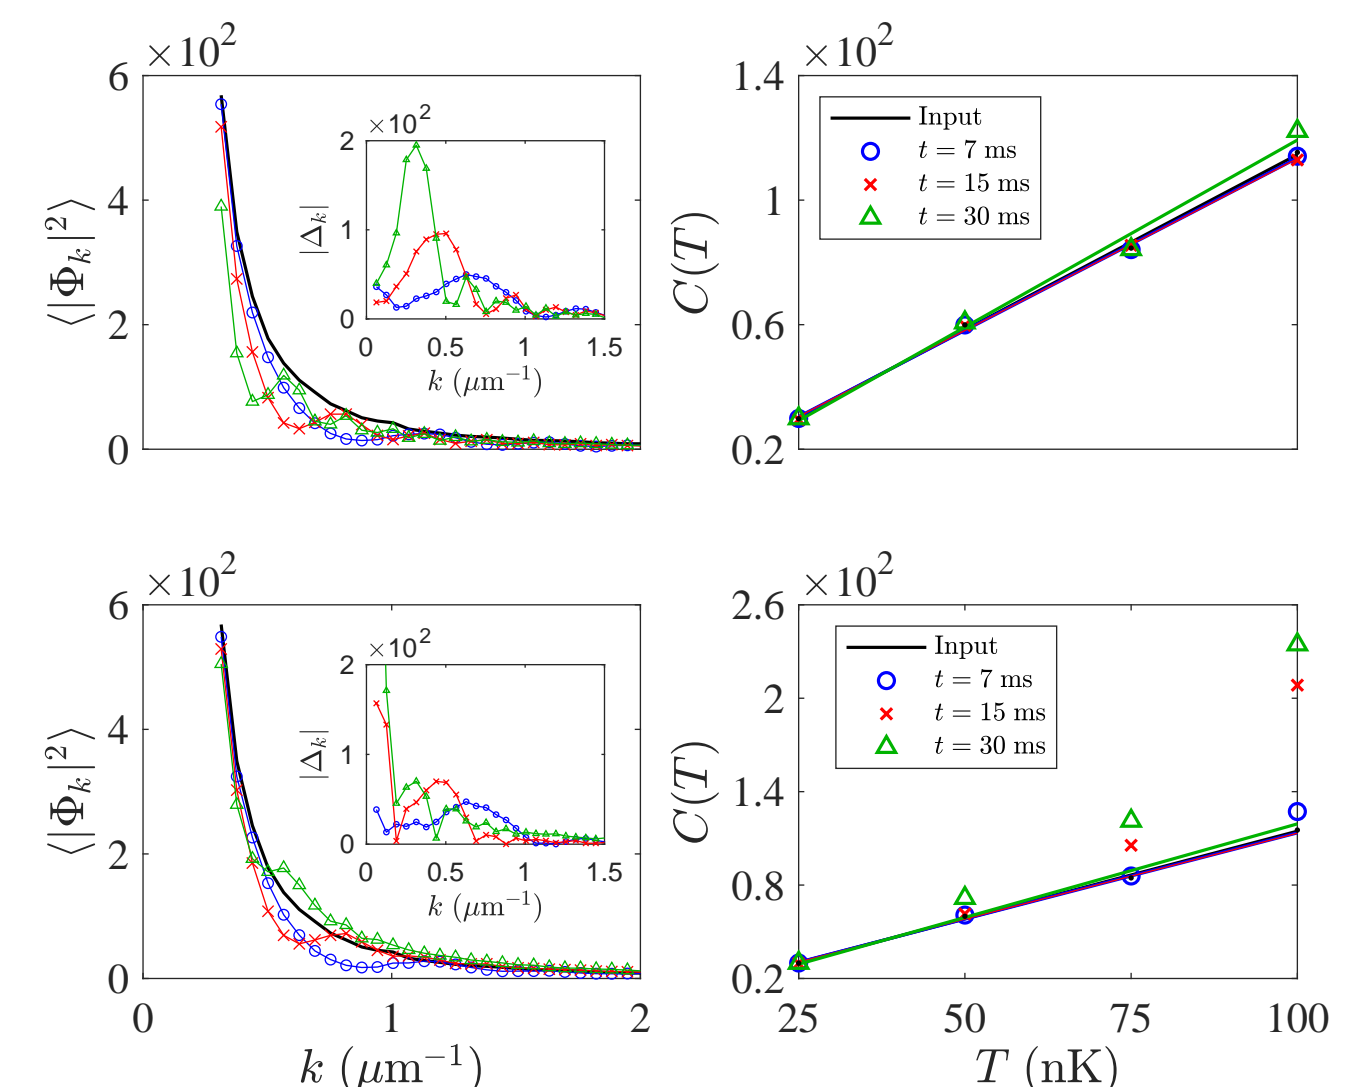 ×10²
6
4
2
0
⟨|Φₖ|²⟩
×10²
2
1
0
|Δₖ|
0 0.5 1 1.5
k (μm⁻¹)
×10²
1.4
1
0.6
0.2
C(T)
Input
t = 7 ms
t = 15 ms
t = 30 ms
×10²
6
4
2
0
⟨|Φₖ|²⟩
0 1 2
k (μm⁻¹)
×10²
2
1
0
|Δₖ|
0 0.5 1 1.5
k (μm⁻¹)
×10²
2.6
2
1.4
0.8
0.2
C(T)
Input
t = 7 ms
t = 15 ms
t = 30 ms
25 50 75 100
T (nK)